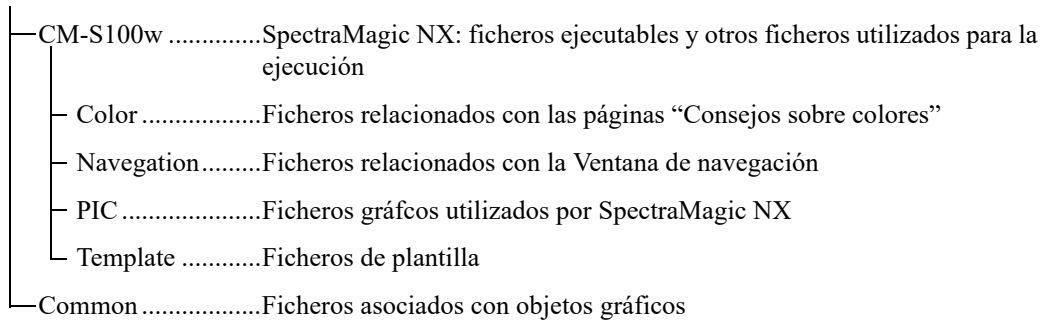 CM-S100w ..............SpectraMagic NX: ficheros ejecutables y otros ficheros utilizados para la
ejecución
Color ..................Ficheros relacionados con las páginas “Consejos sobre colores”
Navegation.........Ficheros relacionados con la Ventana de navegación
PIC .....................Ficheros gráfcos utilizados por SpectraMagic NX
Template ............Ficheros de plantilla
Common ..................Ficheros asociados con objetos gráficos